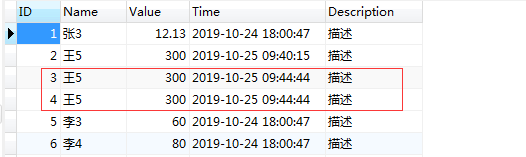 ID Name Value Time Description
1 张3 12.13 2019-10-24 18:00:47 描述
2 王5 300 2019-10-25 09:40:15 描述
3 王5 300 2019-10-25 09:44:44 描述
4 王5 300 2019-10-25 09:44:44 描述
5 李3 60 2019-10-24 18:00:47 描述
6 李4 80 2019-10-24 18:00:47 描述